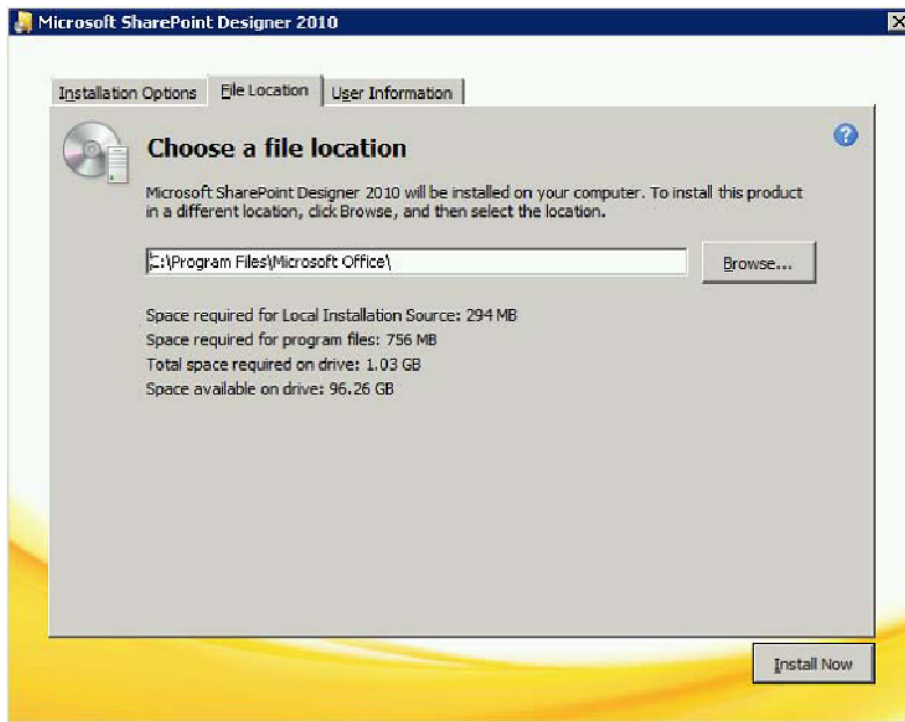 Microsoft SharePoint Designer 2010
Installation Options File Location User Information
Choose a file location
Microsoft SharePoint Designer 2010 will be installed on your computer. To install this product
in a different location, click Browse, and then select the location.
C:\Program Files\Microsoft Office\
Browse...
Space required for Local Installation Source: 294 MB
Space required for program files: 756 MB
Total space required on drive: 1.03 GB
Space available on drive: 96.26 GB
Install Now